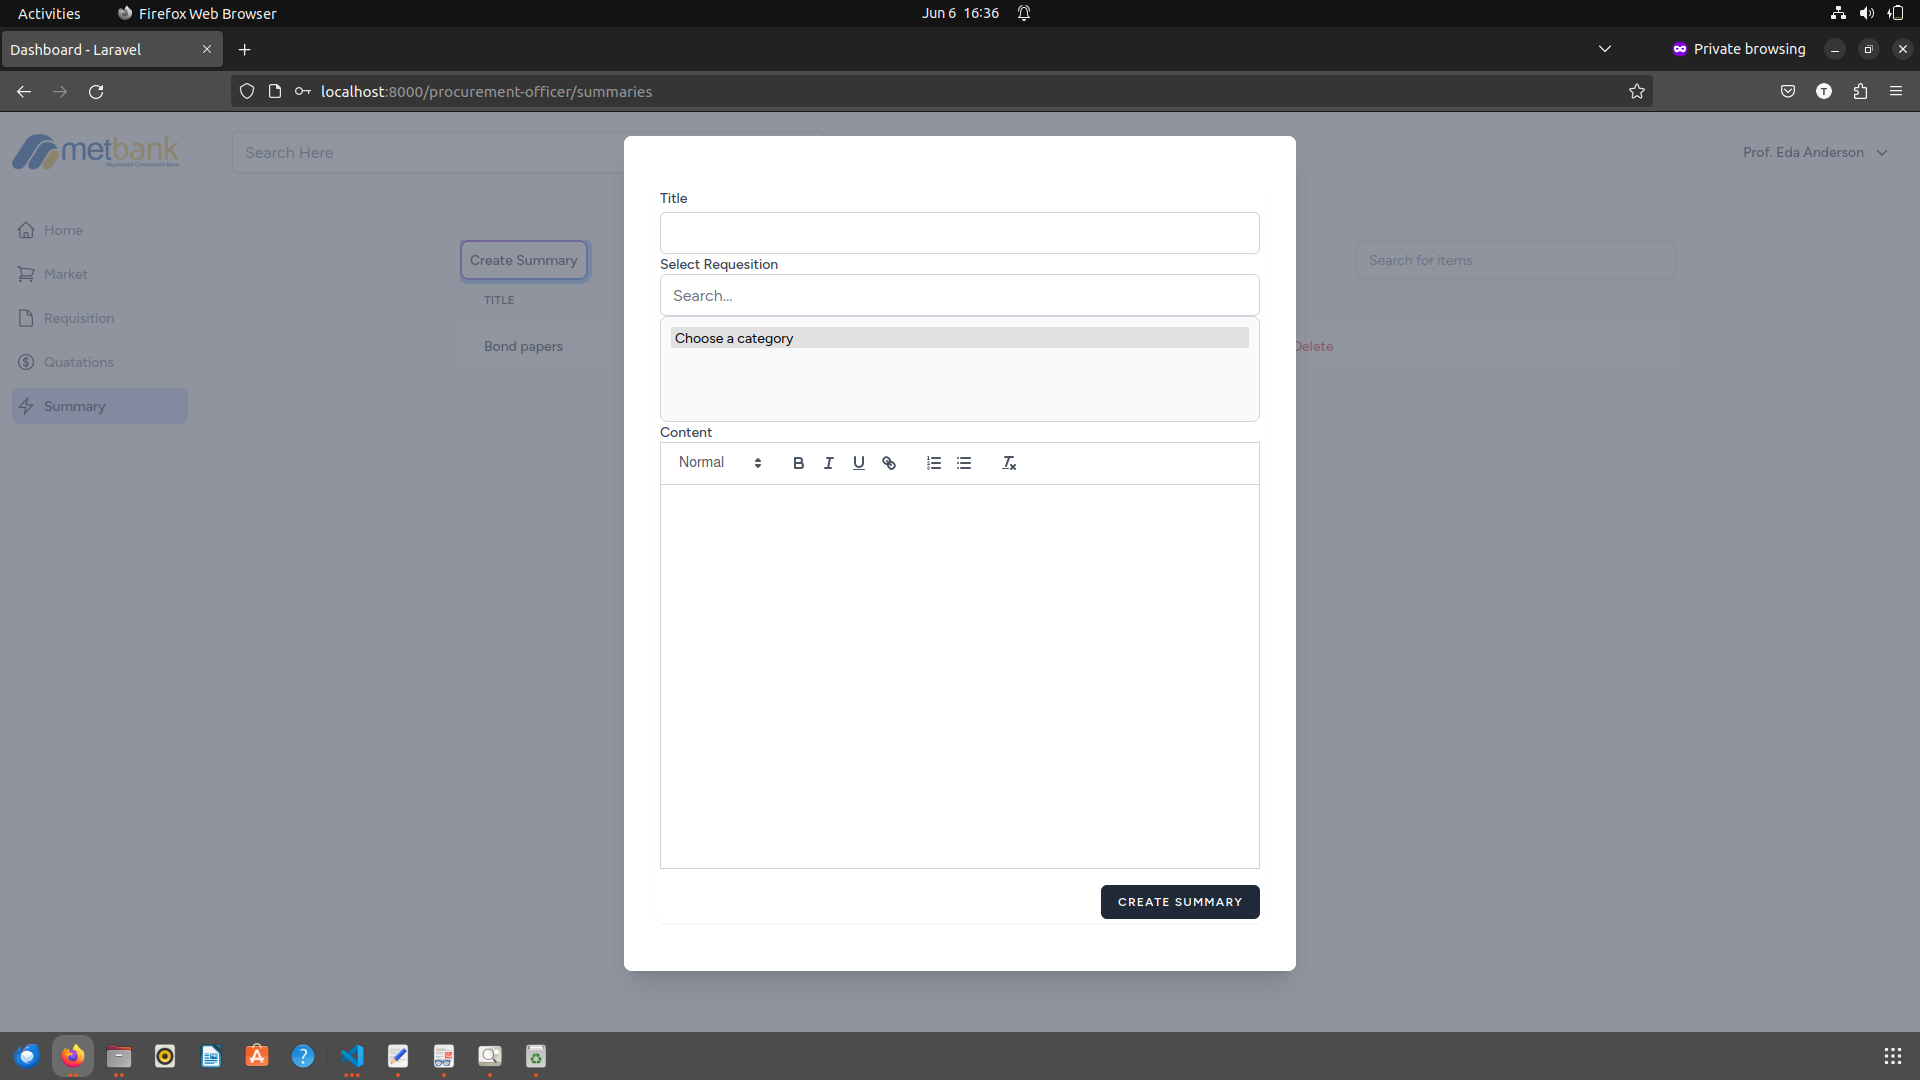 Activities
Firefox Web Browser
Jun 6 16:36
Dashboard - Laravel
Private browsing
localhost:8000/procurement-officer/summaries
metbank
Registered Commercial Bank
Search Here
Prof. Eda Anderson
Home
Market
Requisition
Quatations
Summary
Create Summary
Search for items
TITLE
Bond papers
Delete
Title
Select Requesition
Search...
Choose a category
Content
Normal
CREATE SUMMARY